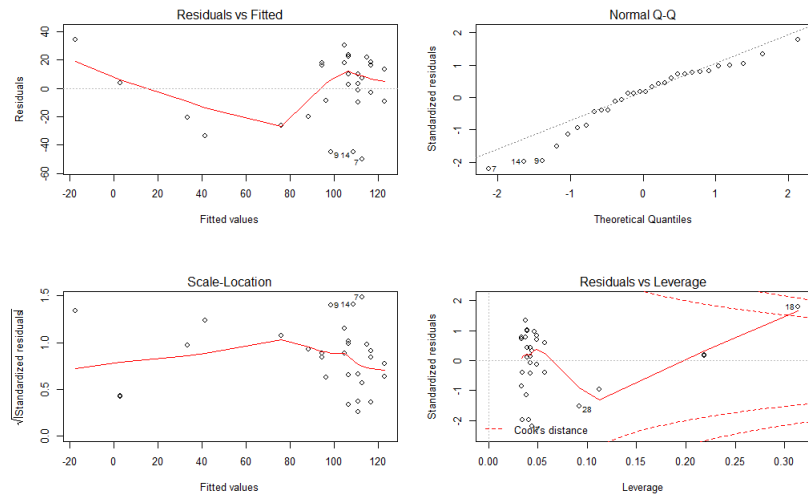 Residuals vs Fitted
Residuals
40
20
0
-20
-40
-60
9 14
7
-20 0 20 40 60 80 100 120
Fitted values
Normal Q-Q
Standardized residuals
2
1
0
-1
-2
7
14
9
-2 -1 0 1 2
Theoretical Quantiles
Scale-Location
√|Standardized residuals|
1.5
1.0
0.5
0.0
9 14 7
-20 0 20 40 60 80 100 120
Fitted values
Residuals vs Leverage
Standardized residuals
2
1
0
-1
-2
18
28
Cook's distance
0.00 0.05 0.10 0.15 0.20 0.25 0.30
Leverage